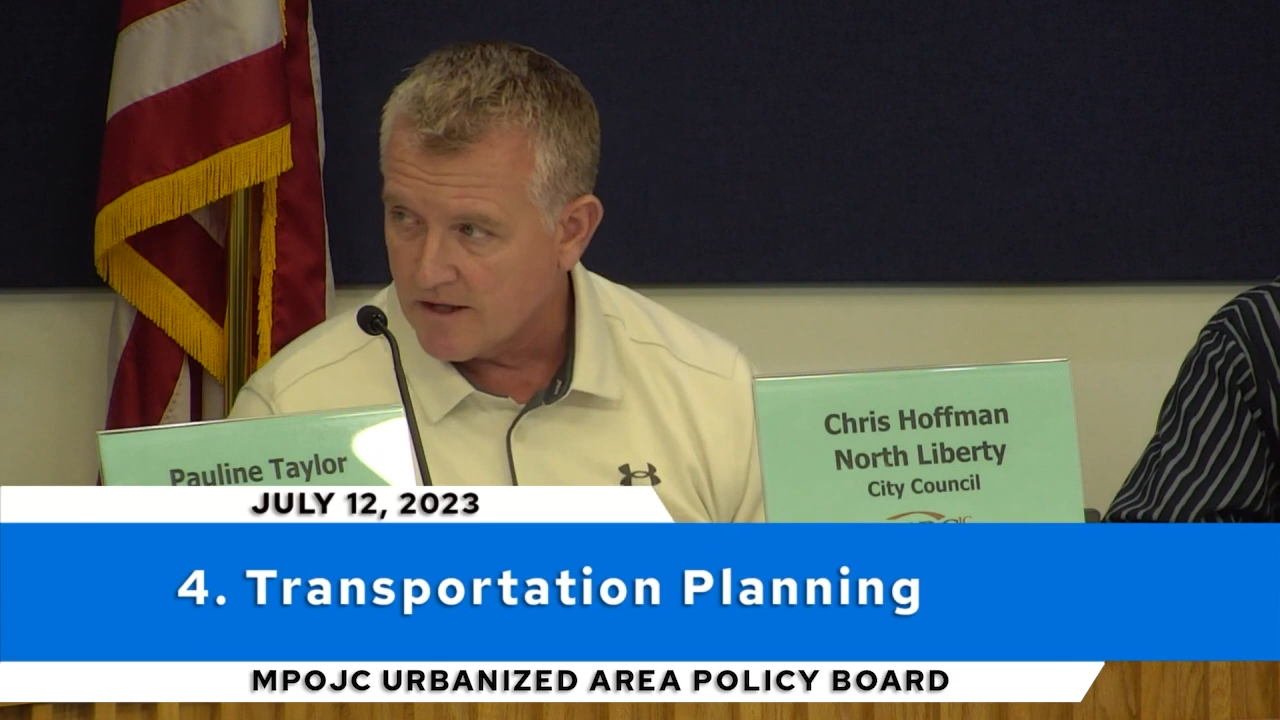 Pauline Taylor
Chris Hoffman
North Liberty
City Council
JULY 12, 2023
4. Transportation Planning
MPOJC URBANIZED AREA POLICY BOARD